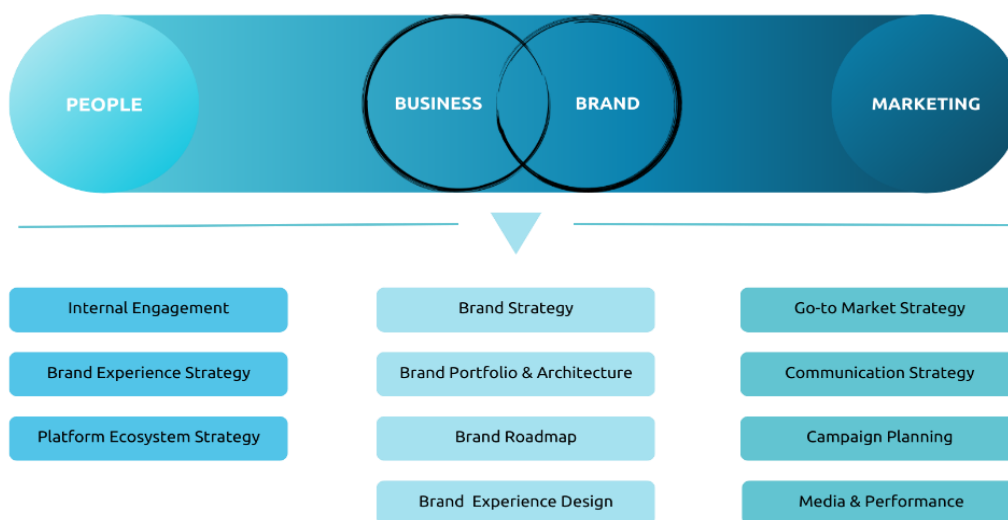 PEOPLE
BUSINESS
BRAND
MARKETING
Internal Engagement
Brand Experience Strategy
Platform Ecosystem Strategy
Brand Strategy
Brand Portfolio & Architecture
Brand Roadmap
Brand Experience Design
Go-to Market Strategy
Communication Strategy
Campaign Planning
Media & Performance